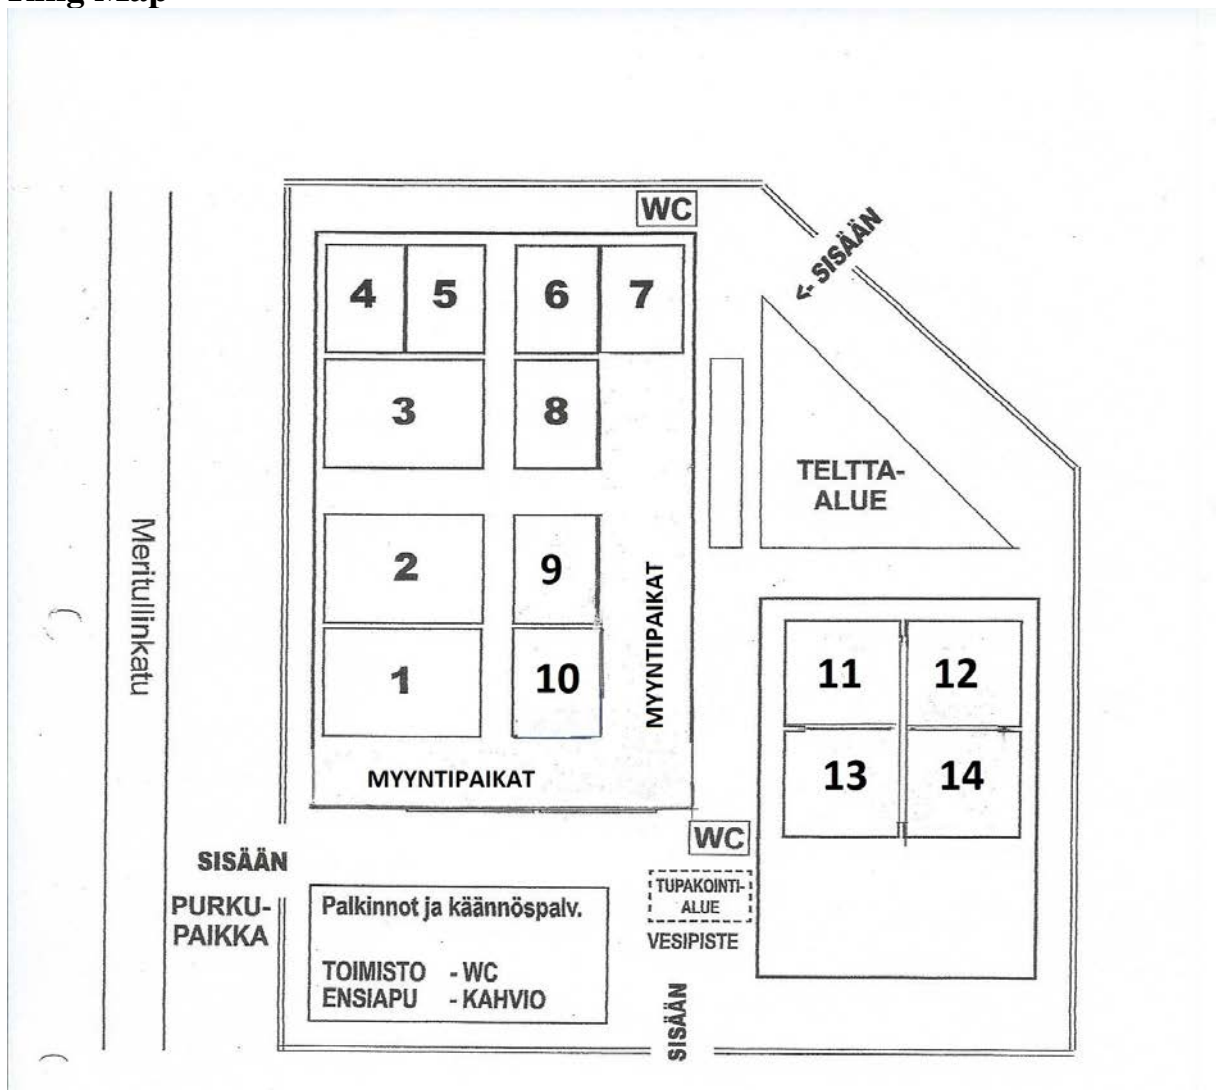 Ring Map
WC
<- SISÄÄN
4
5
6
7
3
8
TELTTA-
ALUE
Meritullinkatu
2
9
MYYNTIPAIKAT
1
10
11
12
13
14
MYYNTIPAIKAT
WC
SISÄÄN
PURKU-
PAIKKA
Palkinnot ja käännöspalv.
TOIMISTO - WC
ENSIAPU - KAHVIO
TUPAKOINTI-
ALUE
VESIPISTE
SISÄÄN